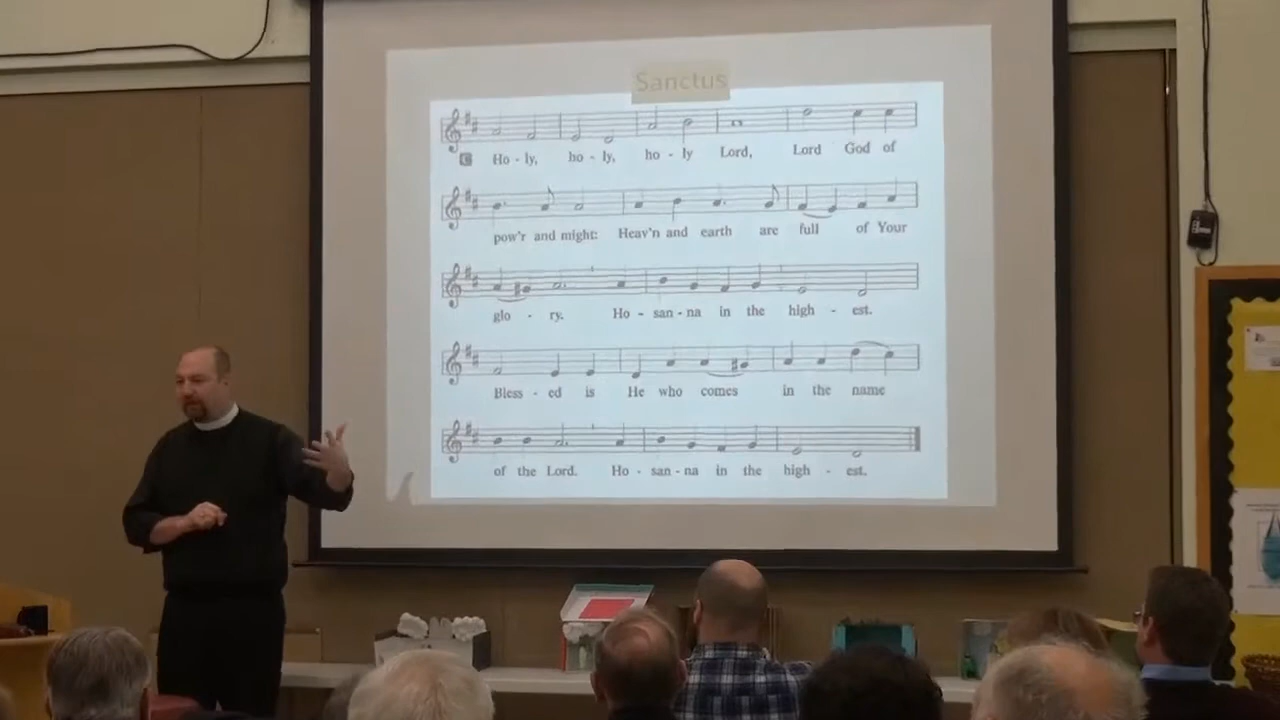 Sanctus
C Ho - ly, ho - ly, ho - ly Lord, Lord God of
pow'r and might: Heav'n and earth are full of Your
glo - ry. Ho - san - na in the high - est.
Bless - ed is He who comes in the name
of the Lord. Ho - san - na in the high - est.